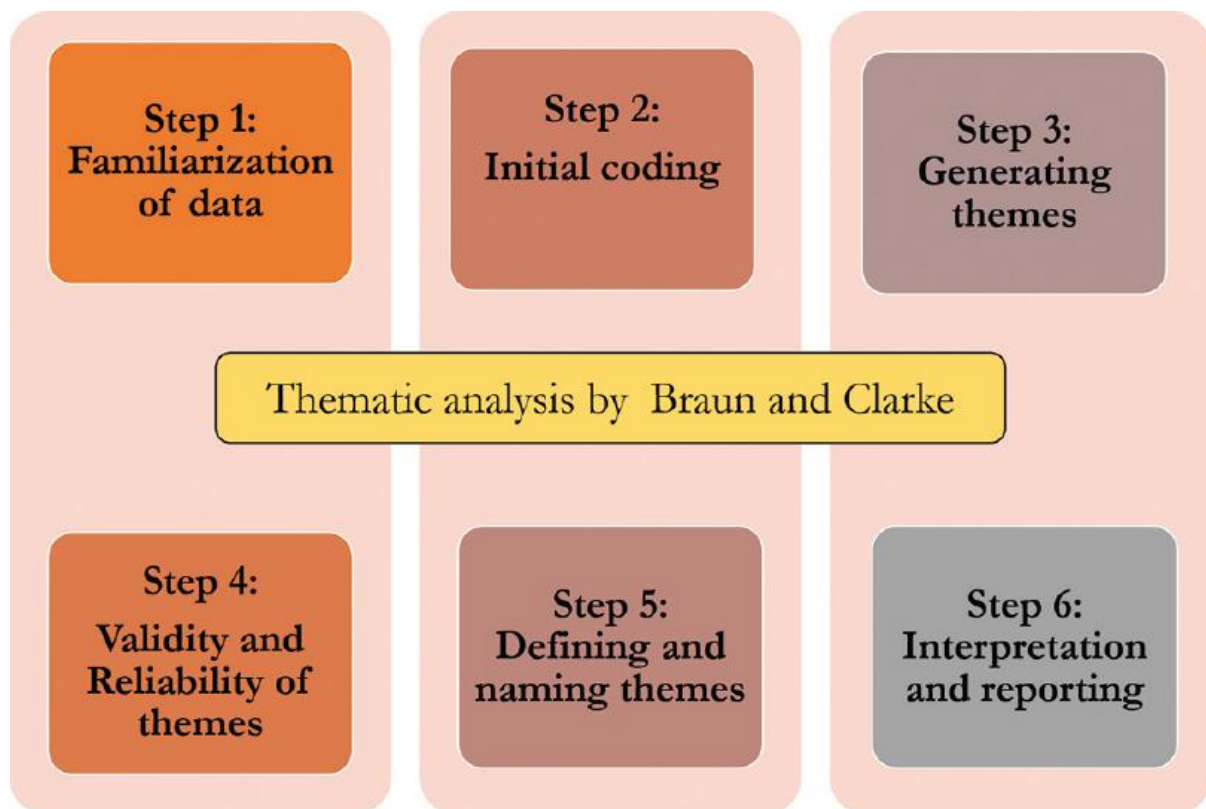 Step 1:
Familiarization
of data
Step 2:
Initial coding
Step 3:
Generating
themes
Thematic analysis by Braun and Clarke
Step 4:
Validity and
Reliability of
themes
Step 5:
Defining and
naming themes
Step 6:
Interpretation
and reporting